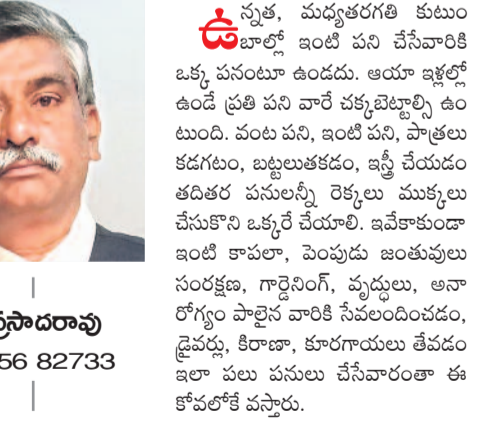 ఉన్నత, మధ్యతరగతి కుటుం
బాల్లో ఇంటి పని చేసేవారికి
ఒక్క పనంటూ ఉండదు. ఆయా ఇళ్లల్లో
ఉండే ప్రతి పని వారే చక్కబెట్టాల్సి ఉం
టుంది. వంట పని, ఇంటి పని, పాత్రలు
కడగటం, బట్టలుతకడం, ఇస్త్రీ చేయడం
తదితర పనులన్నీ రెక్కలు ముక్కలు
చేసుకొని ఒక్కరే చేయాలి. ఇవేకాకుండా
ఇంటి కాపలా, పెంపుడు జంతువులు
సంరక్షణ, గార్డెనింగ్, వృద్ధులు, అనా
రోగ్యం పాలైన వారికి సేవలందించడం,
డ్రైవర్లు, కిరాణా, కూరగాయలు తేవడం
ఇలా పలు పనులు చేసేవారంతా ఈ
కోవలోకే వస్తారు.
ప్రసాదరావు
56 82733